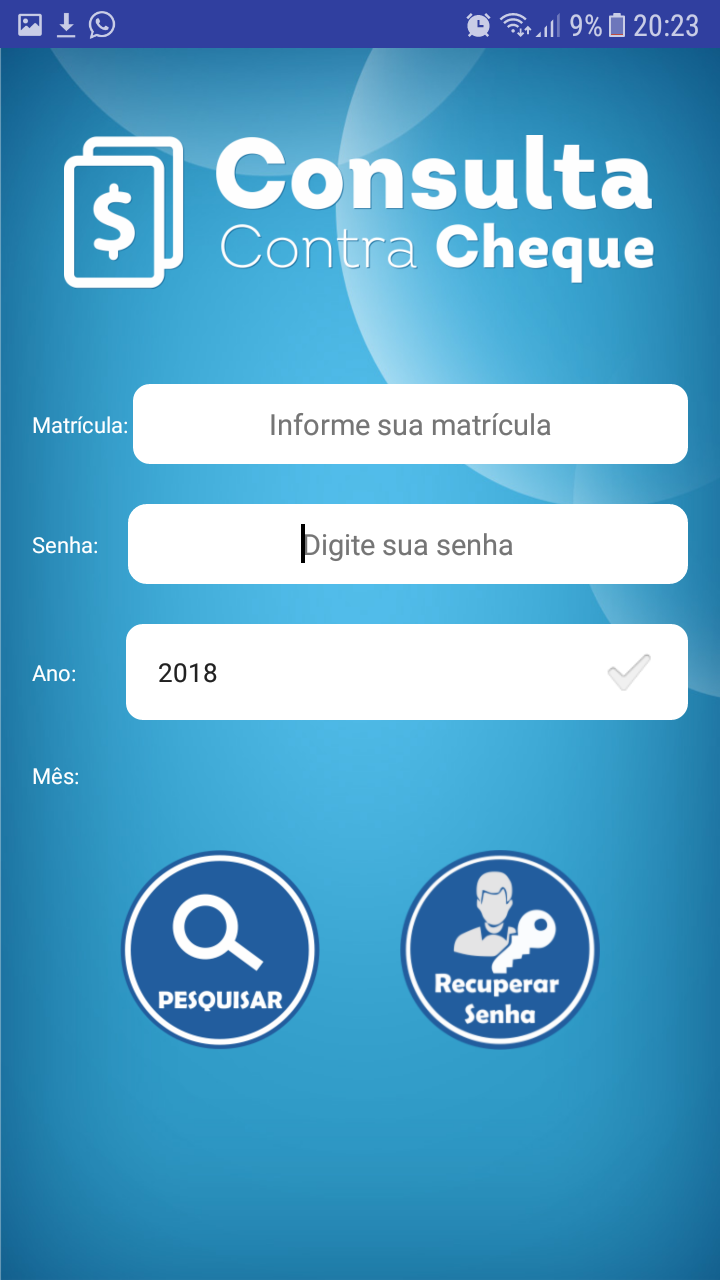 9% 20:23
$
Consulta
Contra Cheque
Matrícula: Informe sua matrícula
Senha: Digite sua senha
Ano: 2018
Mês:
PESQUISAR
Recuperar
Senha